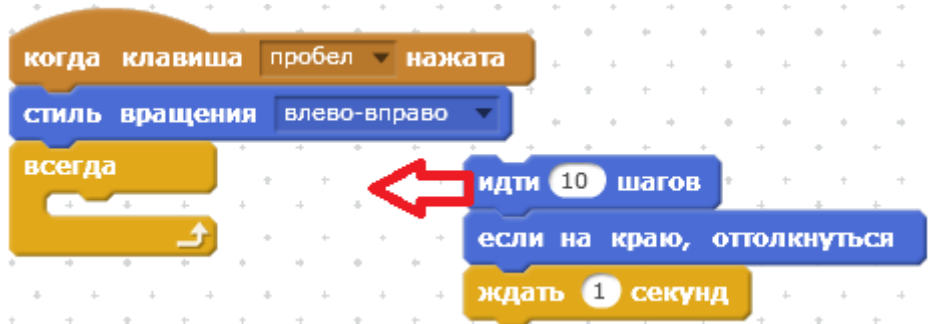 когда клавиша пробел нажата
стиль вращения влево-вправо
всегда
идти 10 шагов
если на краю, оттолкнуться
ждать 1 секунд